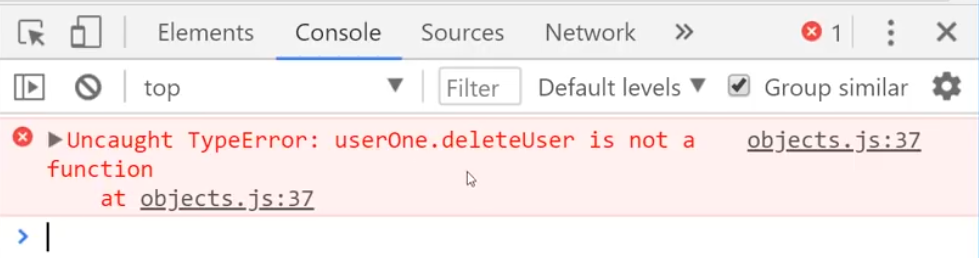 Elements Console Sources Network » 1
top Filter Default levels Group similar
Uncaught TypeError: userOne.deleteUser is not a objects.js:37
function
at objects.js:37